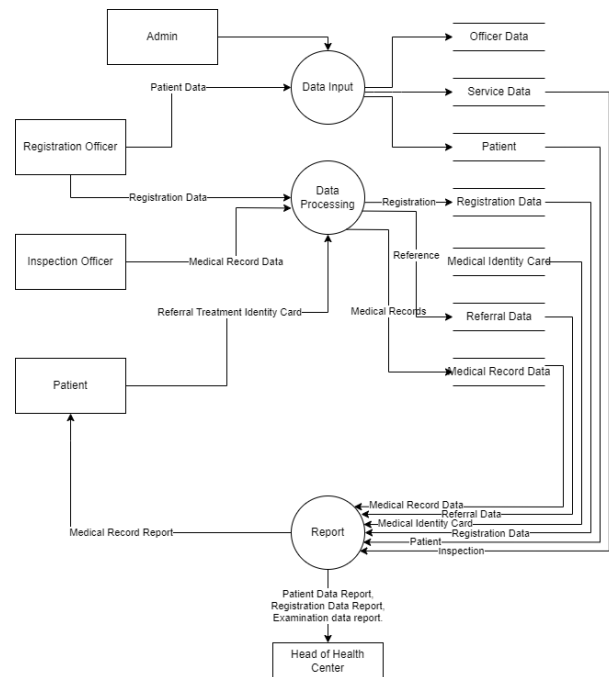 Admin
Officer Data
Data Input
Patient Data
Service Data
Registration Officer
Patient
Registration Data
Data
Processing
Registration
Registration Data
Inspection Officer
Medical Record Data
Reference
Medical Identity Card
Referral Treatment Identity Card
Medical Records
Referral Data
Patient
Medical Record Data
Medical Record Data
Referral Data
Medical Identity Card
Medical Record Report
Report
Registration Data
Patient
Inspection
Patient Data Report,
Registration Data Report,
Examination data report.
Head of Health
Center